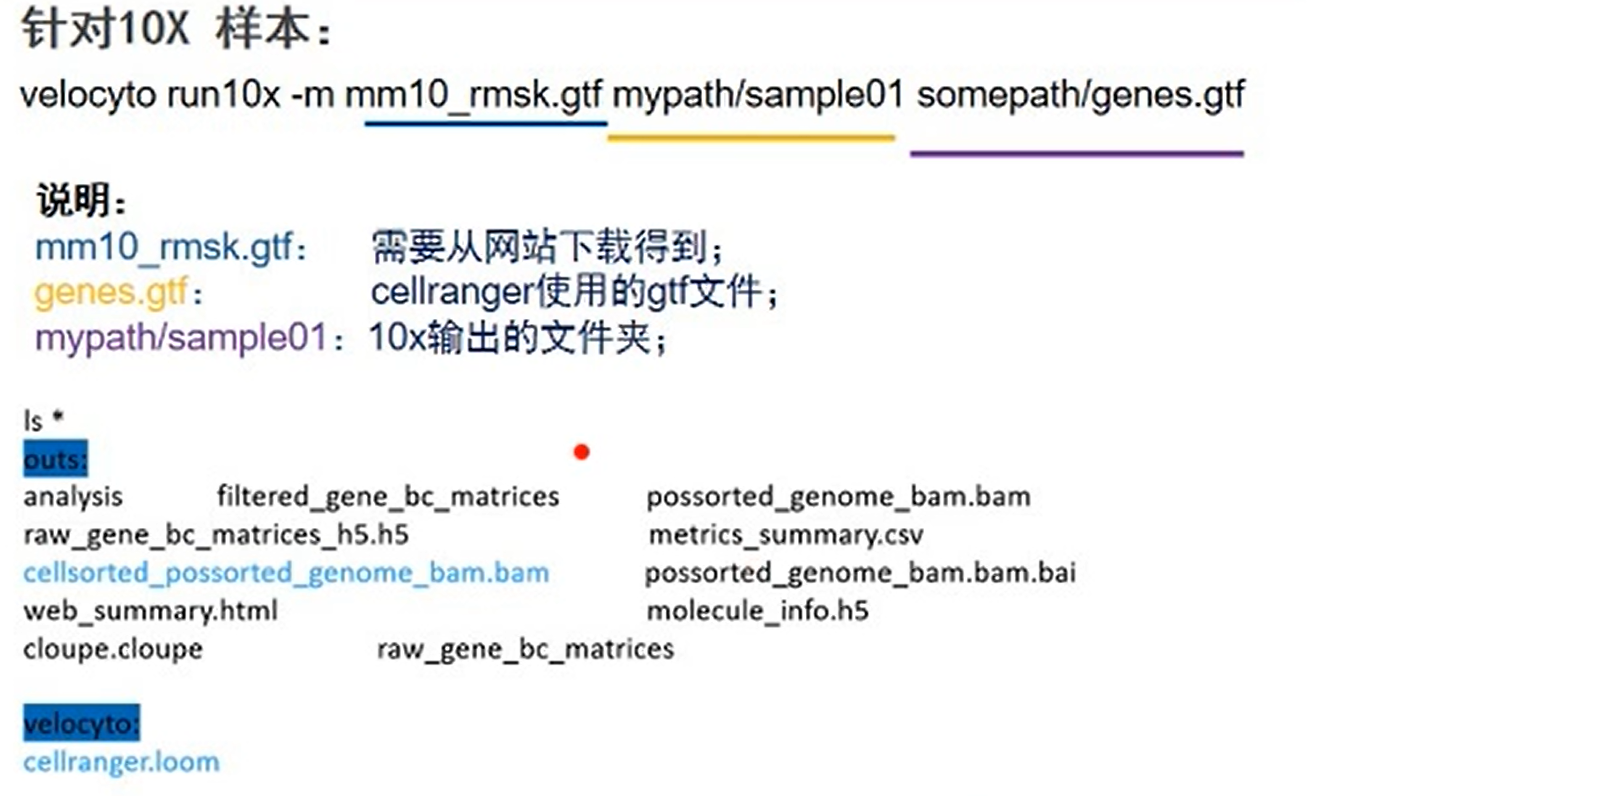 针对10X 样本：
velocyto run10x -m mm10_rmsk.gtf mypath/sample01 somepath/genes.gtf
说明：
mm10_rmsk.gtf： 需要从网站下载得到；
genes.gtf： cellranger使用的gtf文件；
mypath/sample01： 10x输出的文件夹；
ls *
outs:
analysis filtered_gene_bc_matrices possorted_genome_bam.bam
raw_gene_bc_matrices_h5.h5 metrics_summary.csv
cellsorted_possorted_genome_bam.bam possorted_genome_bam.bam.bai
web_summary.html molecule_info.h5
cloupe.cloupe raw_gene_bc_matrices
velocyto:
cellranger.loom